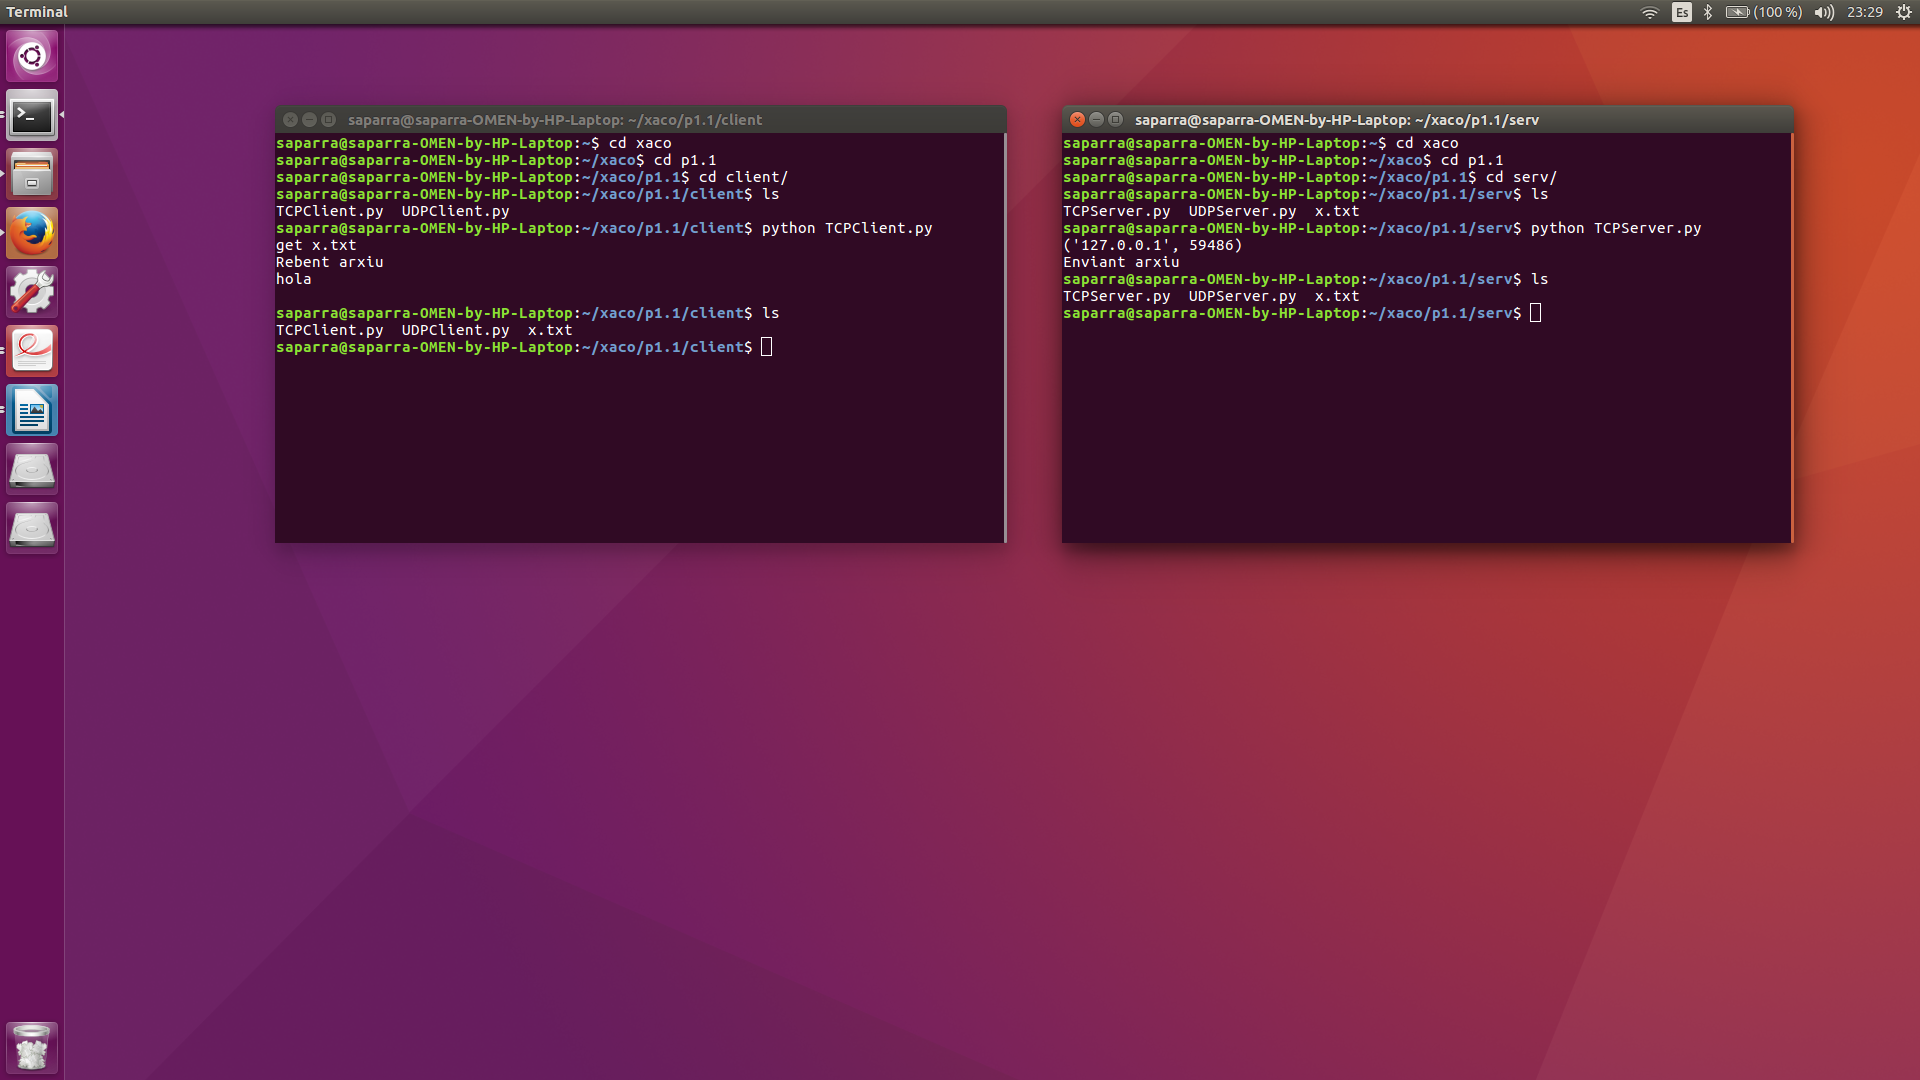 Terminal
Es
(100 %)
23:29
saparra@saparra-OMEN-by-HP-Laptop: ~/xaco/p1.1/client
saparra@saparra-OMEN-by-HP-Laptop:~$ cd xaco
saparra@saparra-OMEN-by-HP-Laptop:~/xaco$ cd p1.1
saparra@saparra-OMEN-by-HP-Laptop:~/xaco/p1.1$ cd client/
saparra@saparra-OMEN-by-HP-Laptop:~/xaco/p1.1/client$ ls
TCPClient.py  UDPClient.py
saparra@saparra-OMEN-by-HP-Laptop:~/xaco/p1.1/client$ python TCPClient.py
get x.txt
Rebent arxiu
hola
saparra@saparra-OMEN-by-HP-Laptop:~/xaco/p1.1/client$ ls
TCPClient.py  UDPClient.py  x.txt
saparra@saparra-OMEN-by-HP-Laptop:~/xaco/p1.1/client$
saparra@saparra-OMEN-by-HP-Laptop: ~/xaco/p1.1/serv
saparra@saparra-OMEN-by-HP-Laptop:~$ cd xaco
saparra@saparra-OMEN-by-HP-Laptop:~/xaco$ cd p1.1
saparra@saparra-OMEN-by-HP-Laptop:~/xaco/p1.1$ cd serv/
saparra@saparra-OMEN-by-HP-Laptop:~/xaco/p1.1/serv$ ls
TCPServer.py  UDPServer.py  x.txt
saparra@saparra-OMEN-by-HP-Laptop:~/xaco/p1.1/serv$ python TCPServer.py
('127.0.0.1', 59486)
Enviant arxiu
saparra@saparra-OMEN-by-HP-Laptop:~/xaco/p1.1/serv$ ls
TCPServer.py  UDPServer.py  x.txt
saparra@saparra-OMEN-by-HP-Laptop:~/xaco/p1.1/serv$